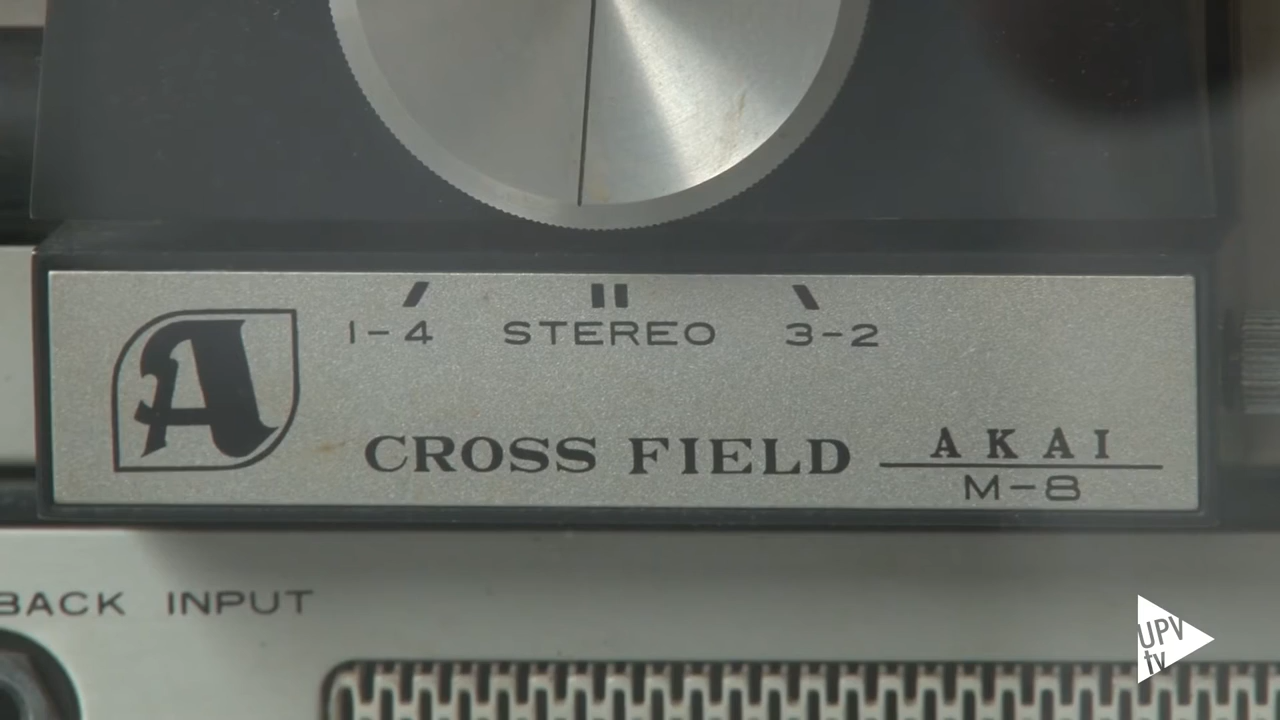 1-4 STEREO 3-2
A
CROSS FIELD AKAI
M-8
BACK INPUT
UPV
tv